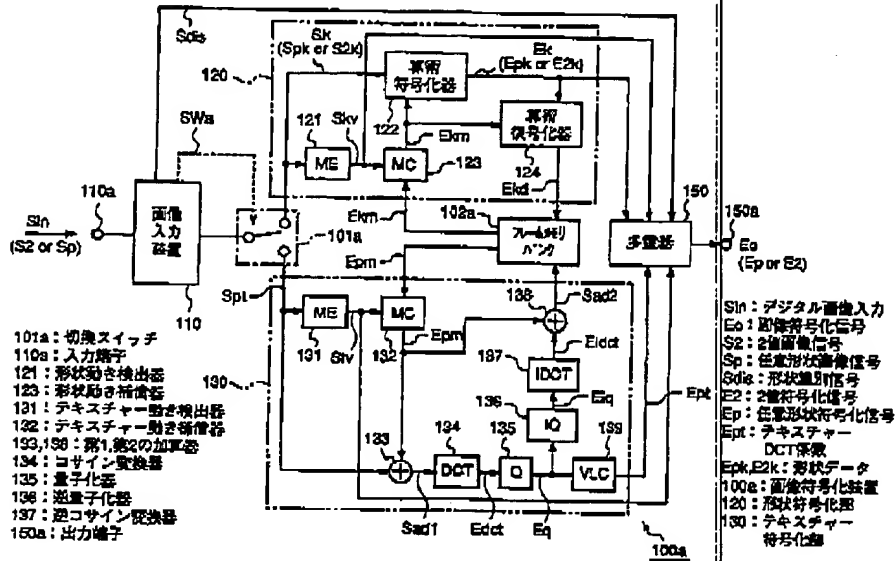 Sdis
Sk
(Spk or S2k)
Ek
(Epk or E2k)
120
算術
符号化器
122
算術
復号化器
124
SWa
121
Skv
Ekm
ME
MC
123
Ekd
110a
Sin
(S2 or Sp)
画像
入力
装置
110
101a
Ekm
102a
フレームメモリ
バンク
150
多重器
150a
Eo
(Ep or E2)
Epm
Spt
138
Sad2
ME
131
Stv
MC
132
Epm
Eidct
137
IDCT
130
136
Eiq
IQ
Ept
133
134
135
139
DCT
Q
VLC
Sad1
Edct
Eq
100a
101a:切換スイッチ
110a:入力端子
121:形状動き検出器
123:形状動き補償器
131:テキスチャー動き検出器
132:テキスチャー動き補償器
133,138:第1,第2の加算器
134:コサイン変換器
135:量子化器
136:逆量子化器
137:逆コサイン変換器
150a:出力端子
Sin:デジタル画像入力
Eo:画像符号化信号
S2:2値画像信号
Sp:任意形状画像信号
Sdis:形状識別信号
E2:2値符号化信号
Ep:任意形状符号化信号
Ept:テキスチャー
DCT係数
Epk,E2k:形状データ
100a:画像符号化装置
120:形状符号化部
130:テキスチャー
符号化部